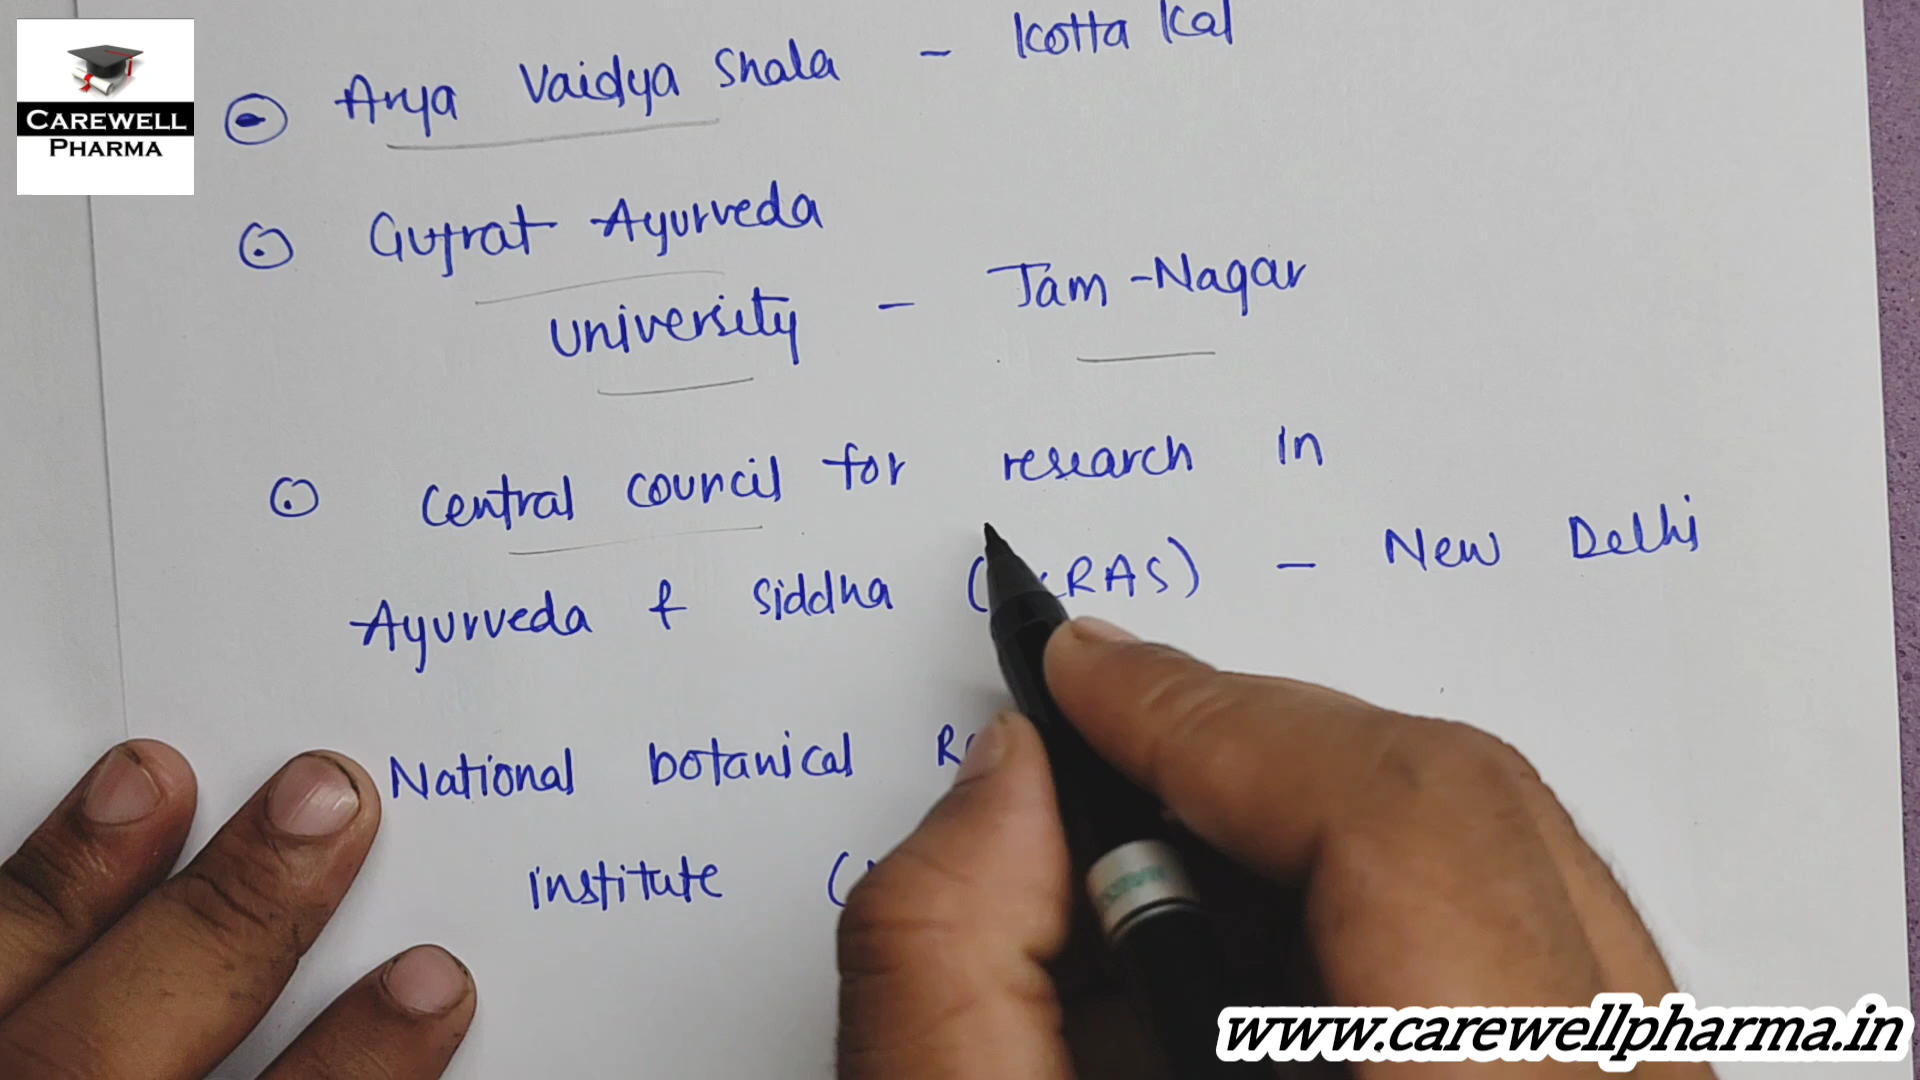 CAREWELL
PHARMA
Arya Vaidya Shala - Kotta Kal
Gujrat Ayurveda
University - Jam-Nagar
Central council for research in
Ayurveda & Siddha ( RAS) - New Delhi
National botanical
institute (
www.carewellpharma.in